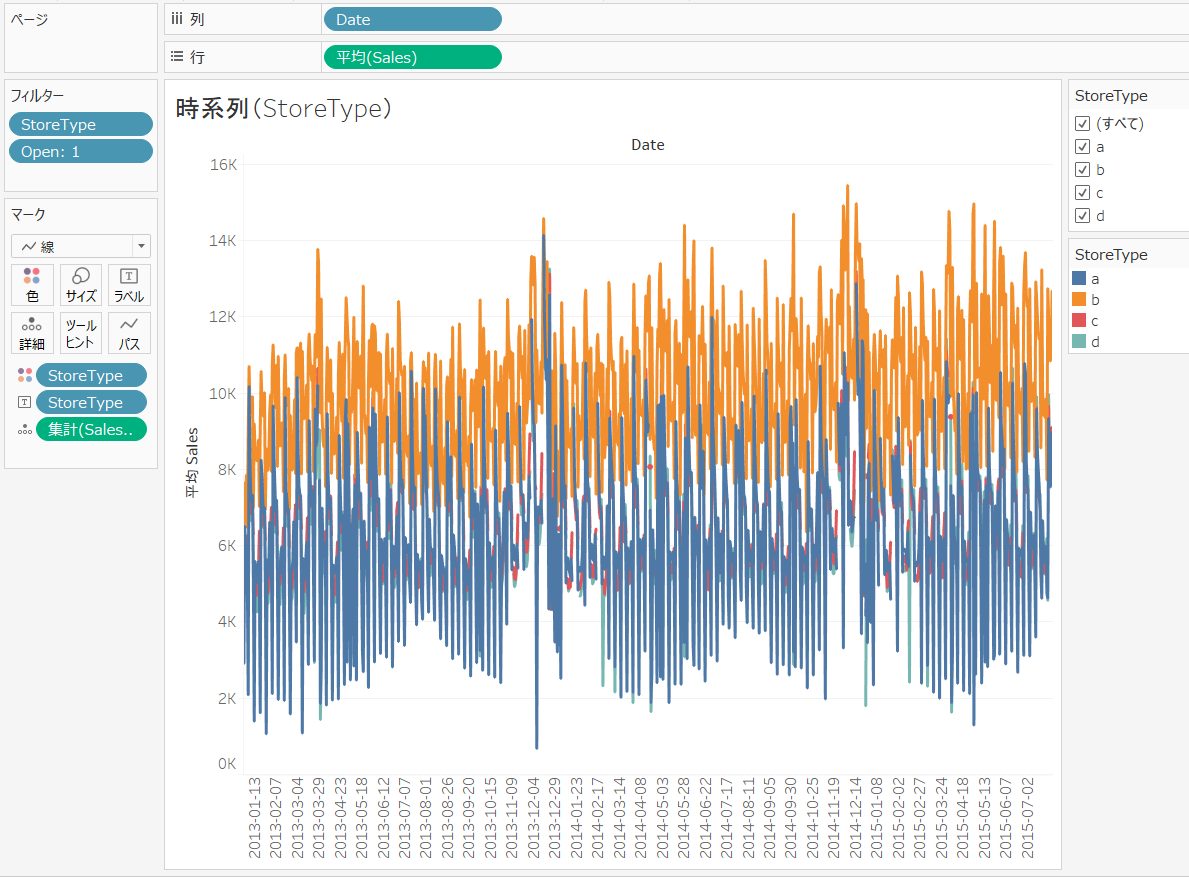 ページ
iii 列
Date
行
平均(Sales)
フィルター
StoreType
Open: 1
マーク
線
色
サイズ
ラベル
詳細
ツール
ヒント
パス
StoreType
StoreType
集計(Sales..
時系列(StoreType)
Date
16K
14K
12K
10K
8K
6K
4K
2K
0K
平均 Sales
2013-01-13
2013-02-07
2013-03-04
2013-03-29
2013-04-23
2013-05-18
2013-06-12
2013-07-07
2013-08-01
2013-08-26
2013-09-20
2013-10-15
2013-11-09
2013-12-04
2013-12-29
2014-01-23
2014-02-17
2014-03-14
2014-04-08
2014-05-03
2014-05-28
2014-06-22
2014-07-17
2014-08-11
2014-09-05
2014-09-30
2014-10-25
2014-11-19
2014-12-14
2015-01-08
2015-02-02
2015-02-27
2015-03-24
2015-04-18
2015-05-13
2015-06-07
2015-07-02
StoreType
(すべて)
a
b
c
d
StoreType
a
b
c
d